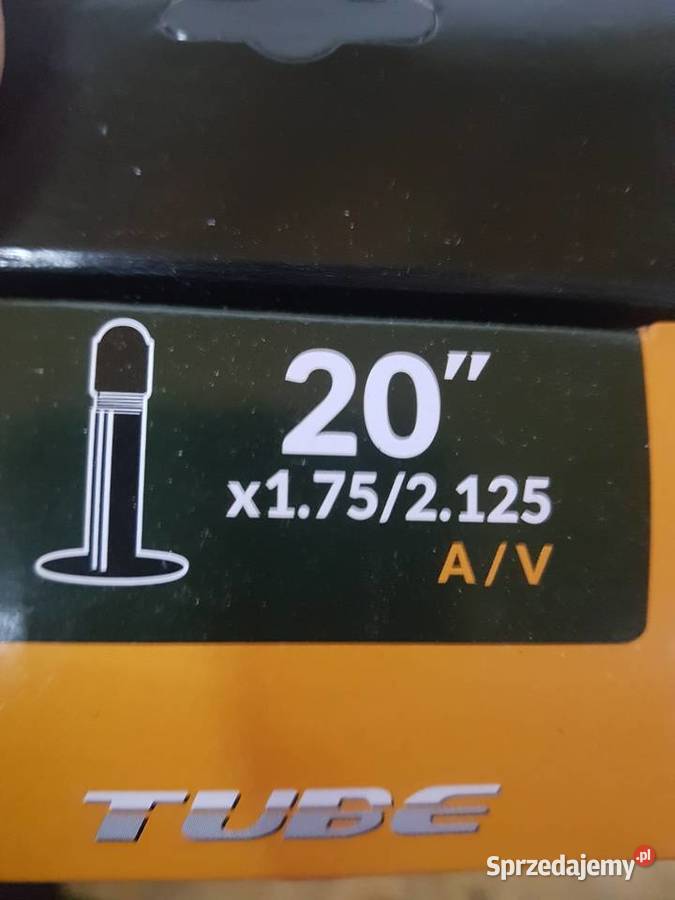 20"
x1.75/2.125
A/V
TUBE
Sprzedajemy.pl